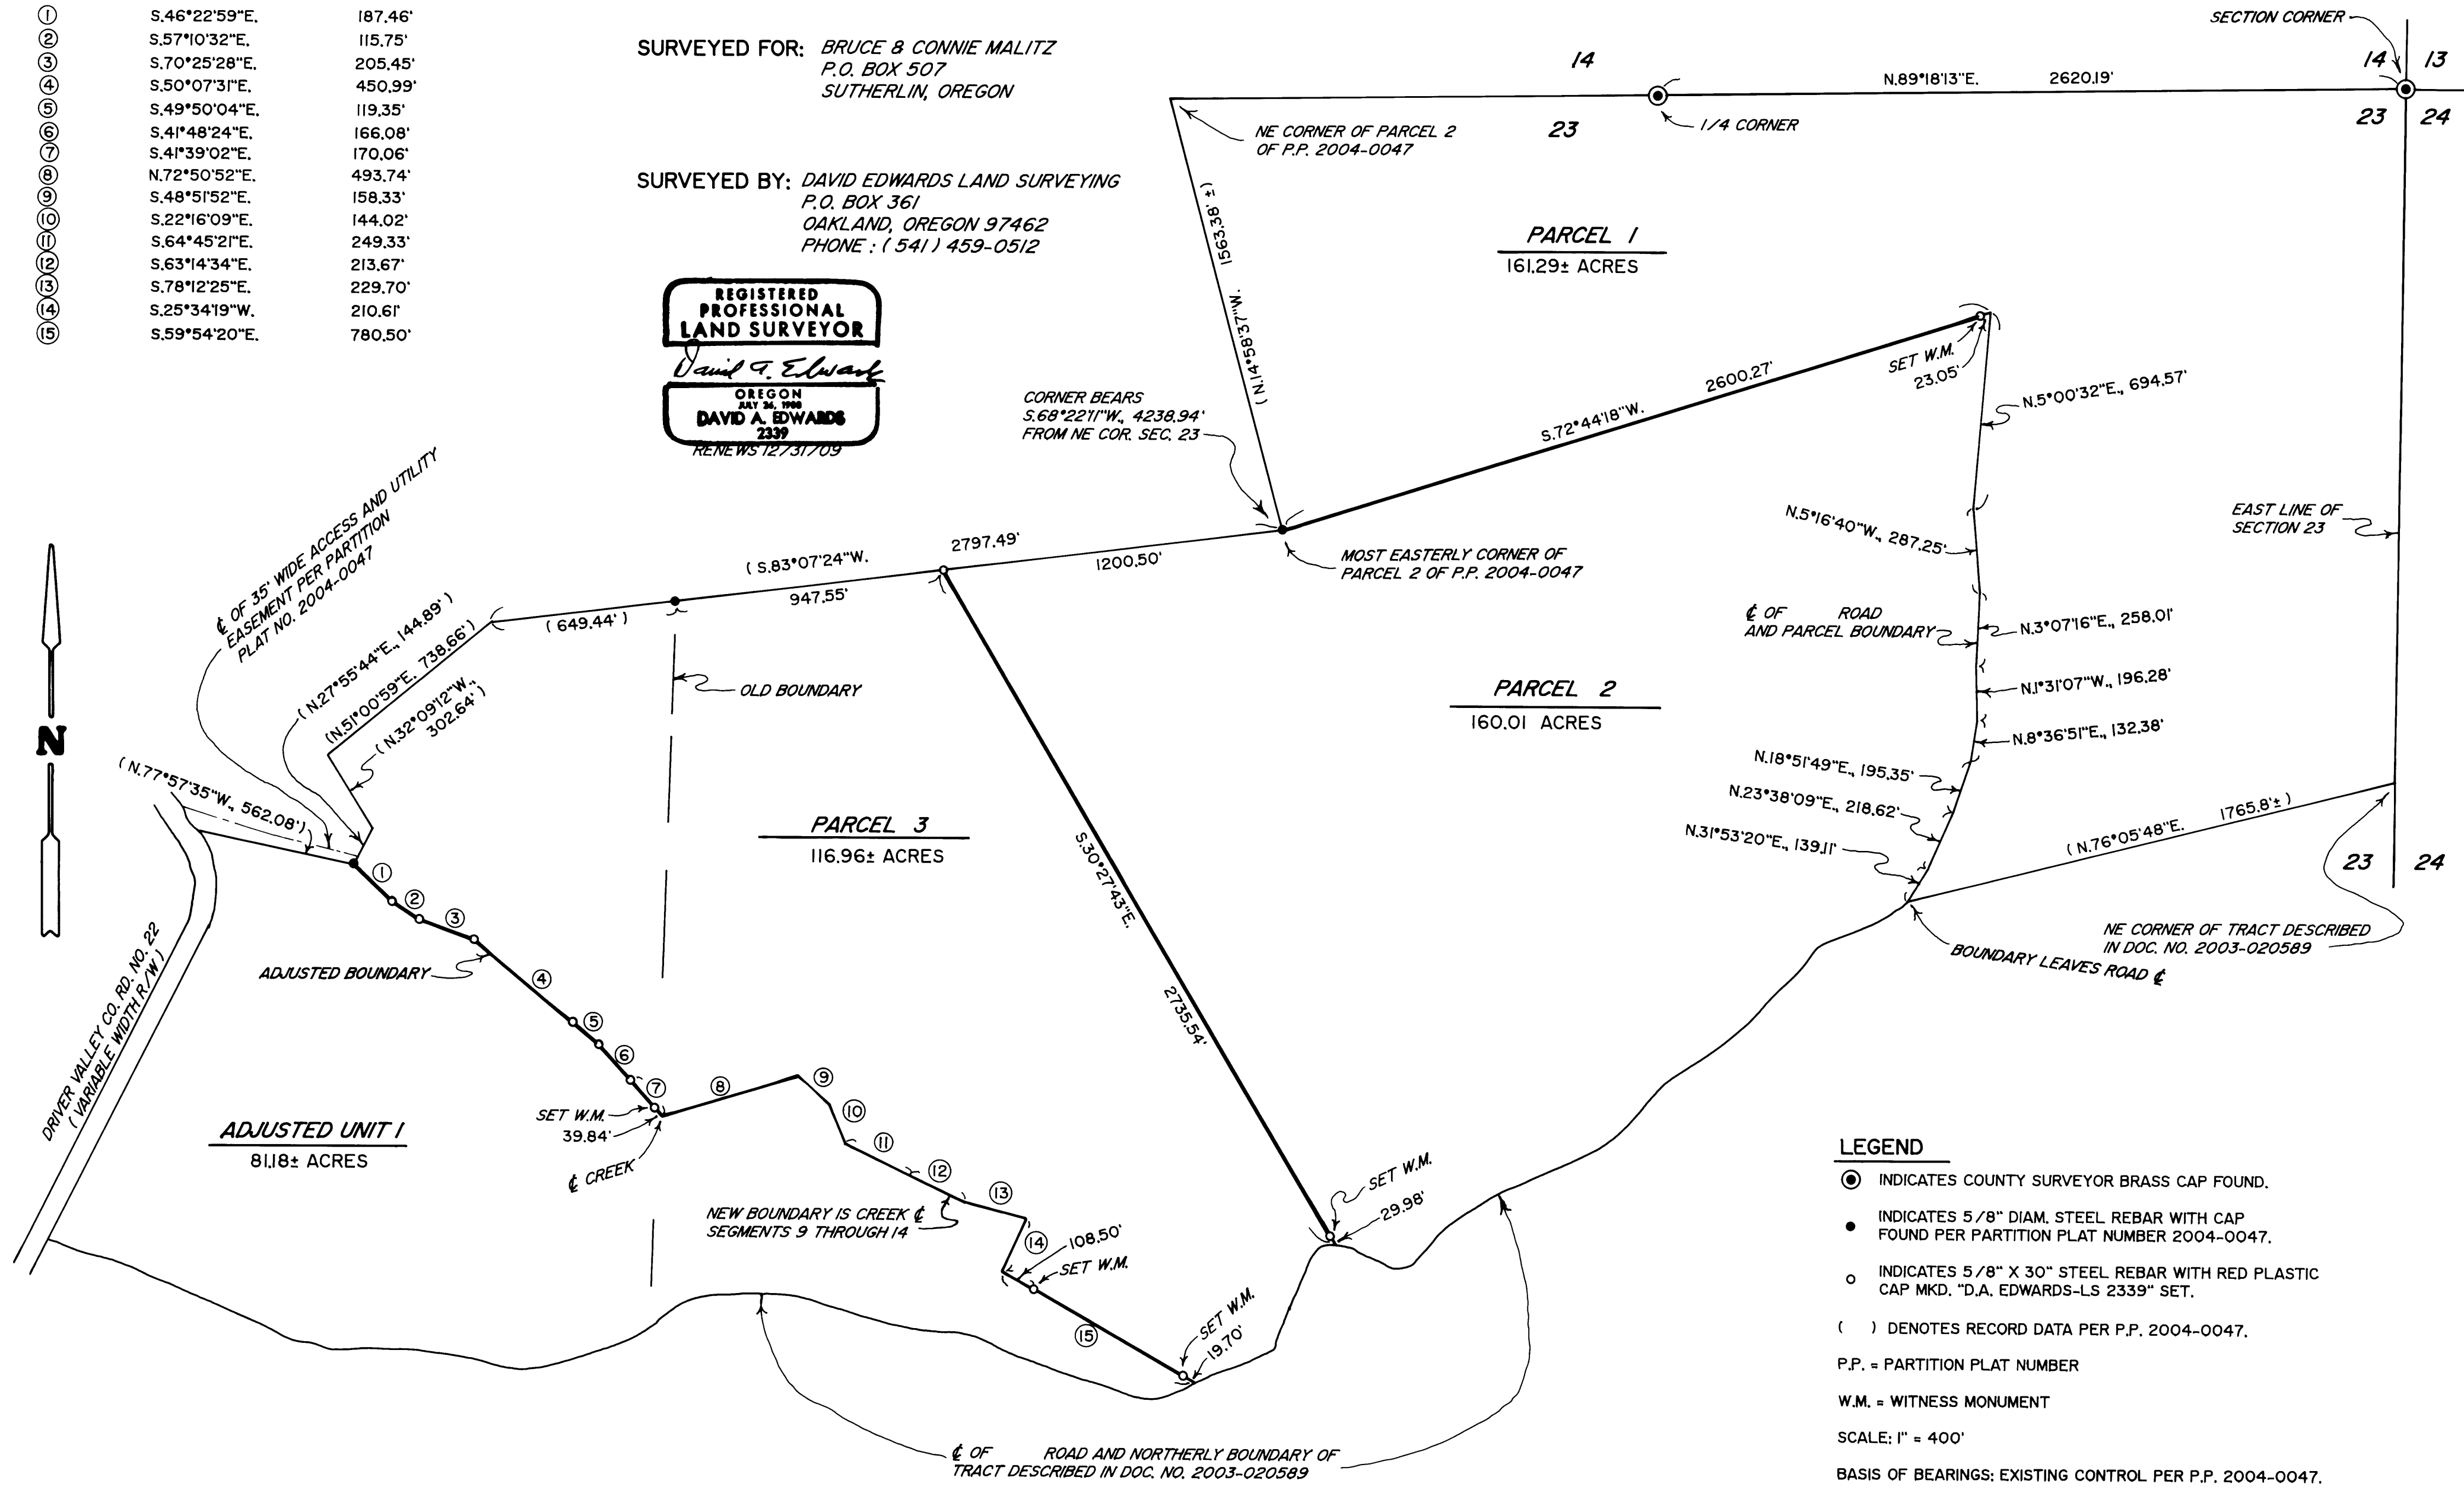 ① S.46°22'59"E. 187.46'
② S.57°10'32"E. 115.75'
③ S.70°25'28"E. 205.45'
④ S.50°07'31"E. 450.99'
⑤ S.49°50'04"E. 119.35'
⑥ S.41°48'24"E. 166.08'
⑦ S.41°39'02"E. 170.06'
⑧ N.72°50'52"E. 493.74'
⑨ S.48°51'52"E. 158.33'
⑩ S.22°16'09"E. 144.02'
⑪ S.64°45'21"E. 249.33'
⑫ S.63°14'34"E. 213.67'
⑬ S.78°12'25"E. 229.70'
⑭ S.25°34'19"W. 210.61'
⑮ S.59°54'20"E. 780.50'
SURVEYED FOR: BRUCE & CONNIE MALITZ
P.O. BOX 507
SUTHERLIN, OREGON
SURVEYED BY: DAVID EDWARDS LAND SURVEYING
P.O. BOX 361
OAKLAND, OREGON 97462
PHONE : ( 541 ) 459-0512
REGISTERED
PROFESSIONAL
LAND SURVEYOR
David A. Edwards
OREGON
JULY 26, 1988
DAVID A. EDWARDS
2339
RENEWS 12/31/09
SECTION CORNER
14
14 13
N.89°18'13"E. 2620.19'
23
23 24
1/4 CORNER
NE CORNER OF PARCEL 2
OF P.P. 2004-0047
( N.14°58'37"W. 1563.38' ± )
PARCEL 1
161.29± ACRES
CORNER BEARS
S.68°22'11"W., 4238.94'
FROM NE COR. SEC. 23
S.72°44'18"W. 2600.27'
SET W.M.
23.05'
N.5°00'32"E., 694.57'
N.5°16'40"W., 287.25'
EAST LINE OF
SECTION 23
℄ OF ROAD
AND PARCEL BOUNDARY
N.3°07'16"E., 258.01'
N.1°31'07"W., 196.28'
N.8°36'51"E., 132.38'
N.18°51'49"E., 195.35'
N.23°38'09"E., 218.62'
N.31°53'20"E., 139.11'
( N.76°05'48"E. 1765.8'± )
23 24
NE CORNER OF TRACT DESCRIBED
IN DOC. NO. 2003-020589
BOUNDARY LEAVES ROAD ℄
MOST EASTERLY CORNER OF
PARCEL 2 OF P.P. 2004-0047
( S.83°07'24"W. 2797.49'
1200.50'
947.55'
( 649.44' )
PARCEL 2
160.01 ACRES
℄ OF 35' WIDE ACCESS AND UTILITY
EASEMENT PER PARTITION
PLAT NO. 2004-0047
( N.27°55'44"E., 144.89' )
(N.51°00'59"E. 738.66')
( N.32°09'12"W.,
302.64' )
( N.77°57'35"W., 562.08')
OLD BOUNDARY
N
PARCEL 3
116.96± ACRES
S.30°27'43"E.
2735.54'
①
②
③
ADJUSTED BOUNDARY
④
⑤
⑥
⑦
⑧
⑨
⑩
⑪
⑫
⑬
⑭
⑮
DRIVER VALLEY CO. RD. NO. 22
( VARIABLE WIDTH R/W )
ADJUSTED UNIT 1
81.18± ACRES
SET W.M.
39.84'
℄ CREEK
NEW BOUNDARY IS CREEK ℄
SEGMENTS 9 THROUGH 14
108.50'
SET W.M.
SET W.M.
19.70'
SET W.M.
29.98'
℄ OF ROAD AND NORTHERLY BOUNDARY OF
TRACT DESCRIBED IN DOC. NO. 2003-020589
LEGEND
INDICATES COUNTY SURVEYOR BRASS CAP FOUND.
INDICATES 5/8" DIAM. STEEL REBAR WITH CAP
FOUND PER PARTITION PLAT NUMBER 2004-0047.
INDICATES 5/8" X 30" STEEL REBAR WITH RED PLASTIC
CAP MKD. "D.A. EDWARDS-LS 2339" SET.
( ) DENOTES RECORD DATA PER P.P. 2004-0047.
P.P. = PARTITION PLAT NUMBER
W.M. = WITNESS MONUMENT
SCALE: 1" = 400'
BASIS OF BEARINGS: EXISTING CONTROL PER P.P. 2004-0047.